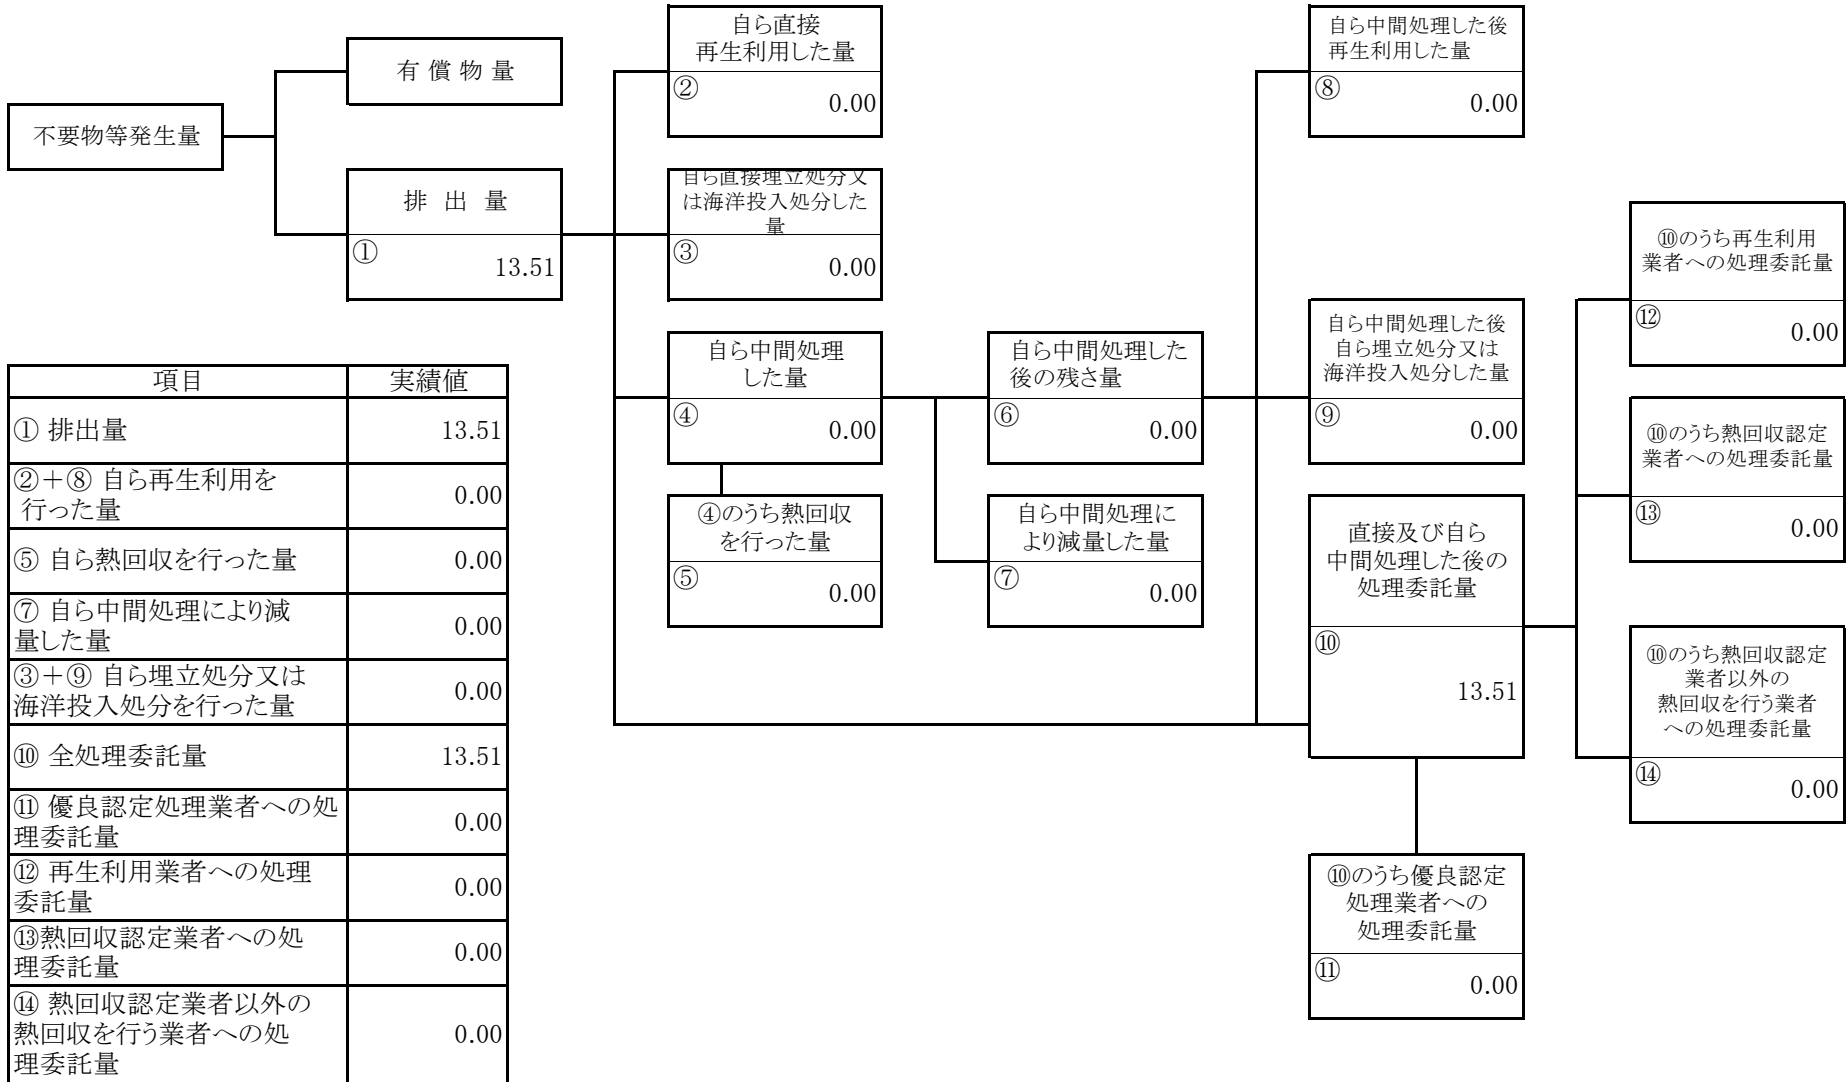 不要物等発生量
有 償 物 量
排 出 量
①
13.51
自ら直接
再生利用した量
②
0.00
自ら直接埋立処分又
は海洋投入処分した
量
③
0.00
自ら中間処理
した量
④
0.00
④のうち熱回収
を行った量
⑤
0.00
自ら中間処理した
後の残さ量
⑥
0.00
自ら中間処理に
より減量した量
⑦
0.00
自ら中間処理した後
再生利用した量
⑧
0.00
自ら中間処理した後
自ら埋立処分又は
海洋投入処分した量
⑨
0.00
直接及び自ら
中間処理した後の
処理委託量
⑩
13.51
⑩のうち優良認定
処理業者への
処理委託量
⑪
0.00
⑩のうち再生利用
業者への処理委託量
⑫
0.00
⑩のうち熱回収認定
業者への処理委託量
⑬
0.00
⑩のうち熱回収認定
業者以外の
熱回収を行う業者
への処理委託量
⑭
0.00
項目 実績値
① 排出量 13.51
②＋⑧ 自ら再生利用を
行った量 0.00
⑤ 自ら熱回収を行った量 0.00
⑦ 自ら中間処理により減
量した量 0.00
③＋⑨ 自ら埋立処分又は
海洋投入処分を行った量 0.00
⑩ 全処理委託量 13.51
⑪ 優良認定処理業者への処
理委託量 0.00
⑫ 再生利用業者への処理
委託量 0.00
⑬熱回収認定業者への処
理委託量 0.00
⑭ 熱回収認定業者以外の
熱回収を行う業者への処
理委託量 0.00